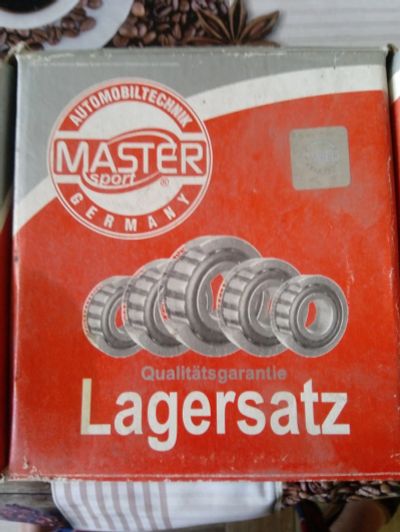 AUTOMOBILTECHNIK
MASTER
sport ®
GERMANY
Qualitätsgarantie
Lagersatz